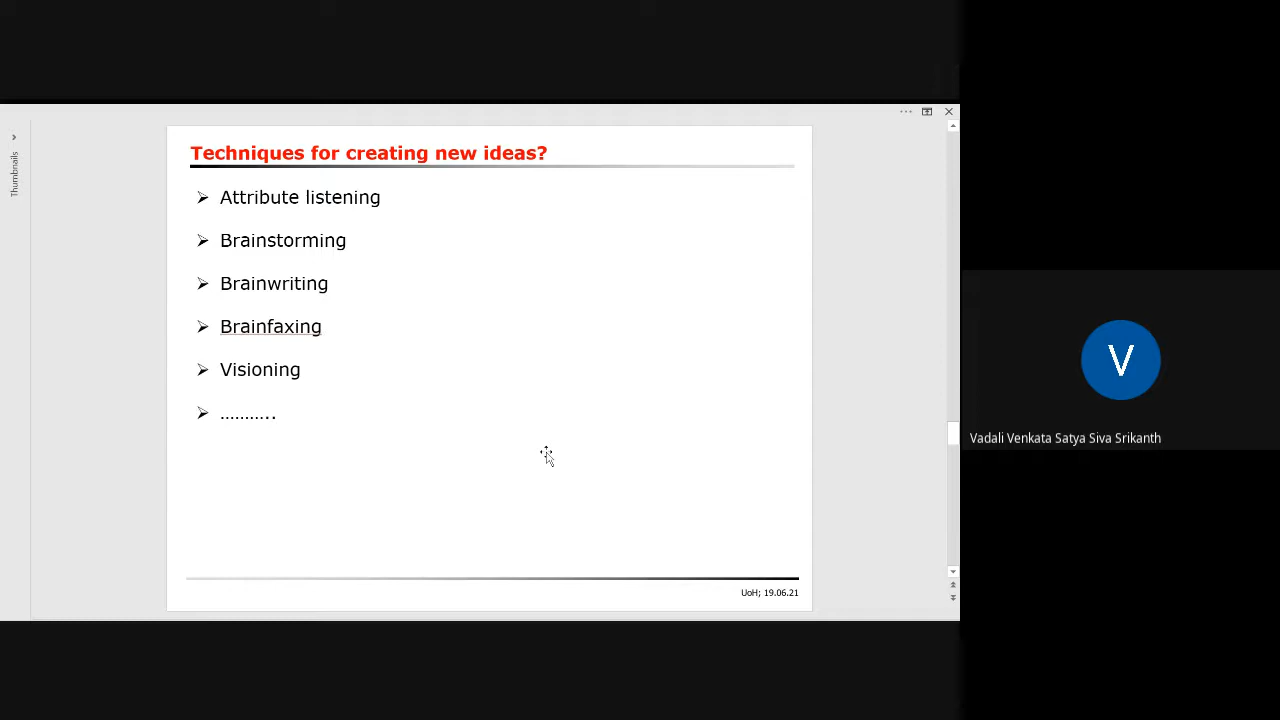 Thumbnails
Techniques for creating new ideas?
Attribute listening
Brainstorming
Brainwriting
Brainfaxing
Visioning
………..
UoH; 19.06.21
V
Vadali Venkata Satya Siva Srikanth